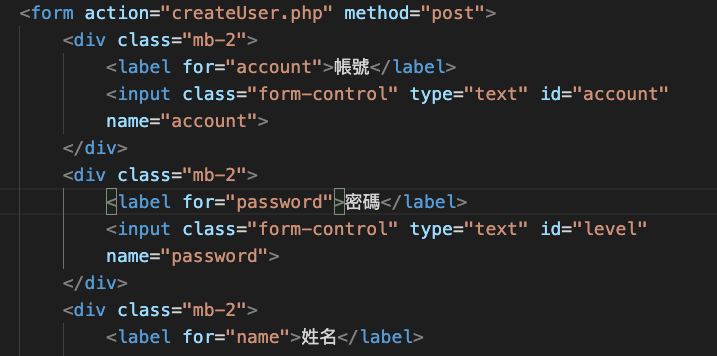 <form action="createUser.php" method="post">
<div class="mb-2">
<label for="account">帳號</label>
<input class="form-control" type="text" id="account"
name="account">
</div>
<div class="mb-2">
<label for="password">密碼</label>
<input class="form-control" type="text" id="level"
name="password">
</div>
<div class="mb-2">
<label for="name">姓名</label>